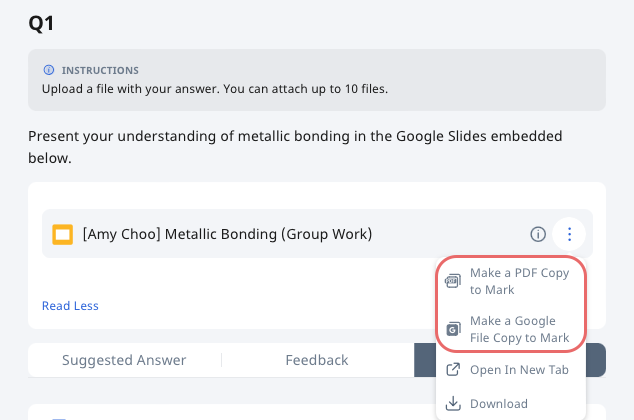 Q1
INSTRUCTIONS
Upload a file with your answer. You can attach up to 10 files.
Present your understanding of metallic bonding in the Google Slides embedded
below.
[Amy Choo] Metallic Bonding (Group Work)
Make a PDF Copy
to Mark
Make a Google
File Copy to Mark
Open In New Tab
Download
Read Less
Suggested Answer
Feedback